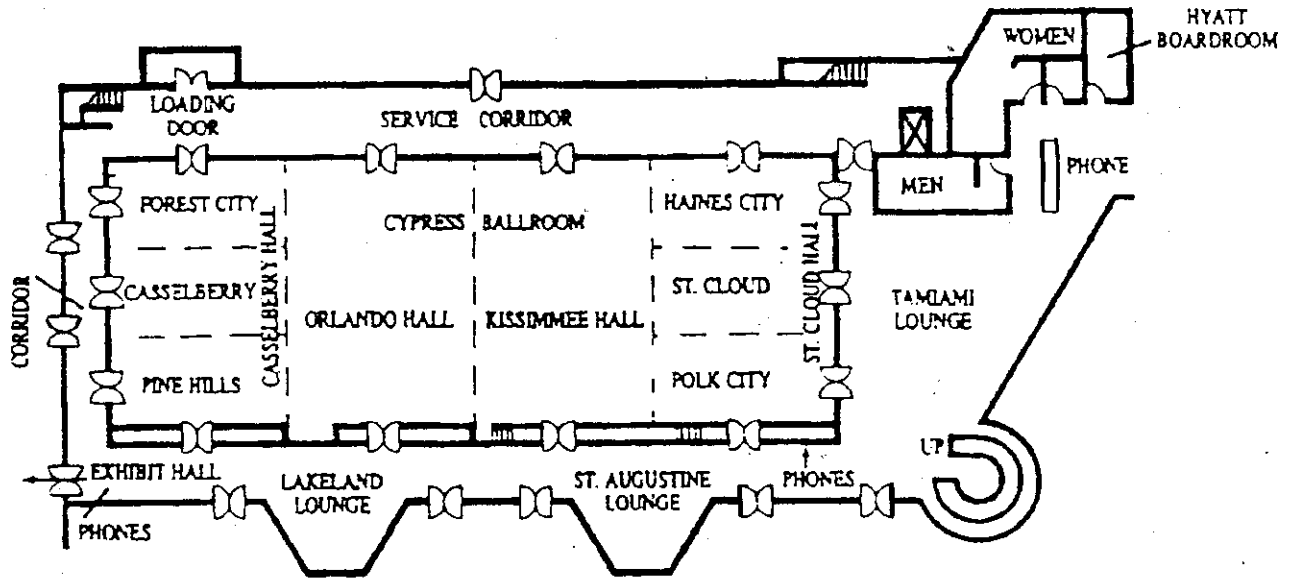 HYATT
BOARDROOM
WOMEN
LOADING
DOOR
SERVICE CORRIDOR
PHONE
MEN
FOREST CITY
HAINES CITY
CYPRESS BALLROOM
CASSELBERRY HALL
ST. CLOUD HALL
CORRIDOR
CASSELBERRY
ST. CLOUD
TAMIAMI
LOUNGE
ORLANDO HALL
KISSIMMEE HALL
PINE HILLS
POLK CITY
UP
EXHIBIT HALL
LAKELAND
LOUNGE
ST. AUGUSTINE
LOUNGE
PHONES
PHONES